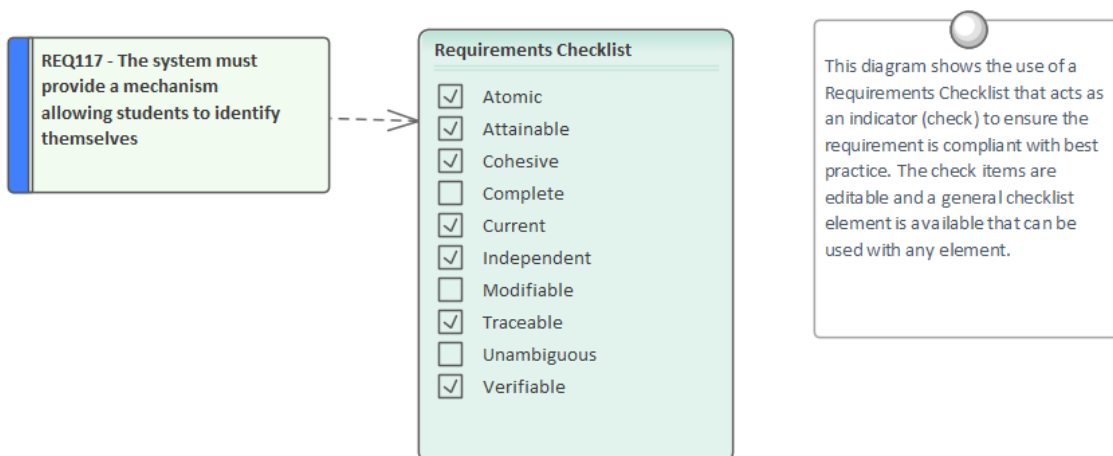 REQ117 - The system must
provide a mechanism
allowing students to identify
themselves
Requirements Checklist
Atomic
Attainable
Cohesive
Complete
Current
Independent
Modifiable
Traceable
Unambiguous
Verifiable
This diagram shows the use of a
Requirements Checklist that acts as
an indicator (check) to ensure the
requirement is compliant with best
practice. The check items are
editable and a general checklist
element is available that can be
used with any element.